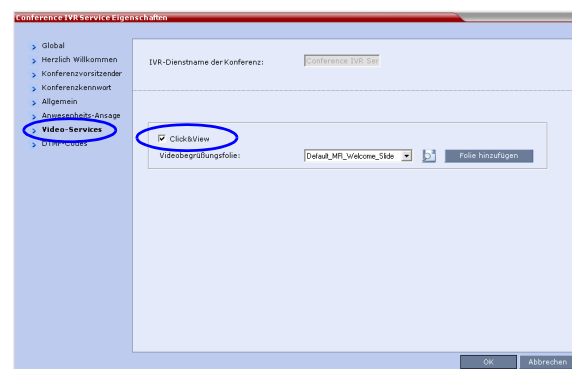 Conference IVR Service Eigenschaften
Global
Herzlich Willkommen
Konferenzvorsitzender
Konferenzkennwort
Allgemein
Anwesenheits-Ansage
Video-Services
DTMF-Codes
IVR-Dienstname der Konferenz:
Conference IVR Ser
Click&View
Videobegrüßungsfolie:
Default_MFI_Welcome_Slide
Folie hinzufügen
OK
Abbrechen